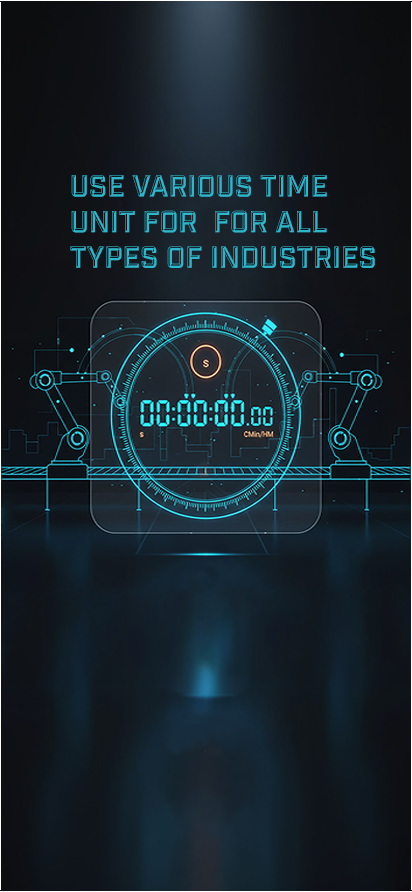 USE VARIOUS TIME
UNIT FOR FOR ALL
TYPES OF INDUSTRIES
S
00:00:00.00
s CMin/HM